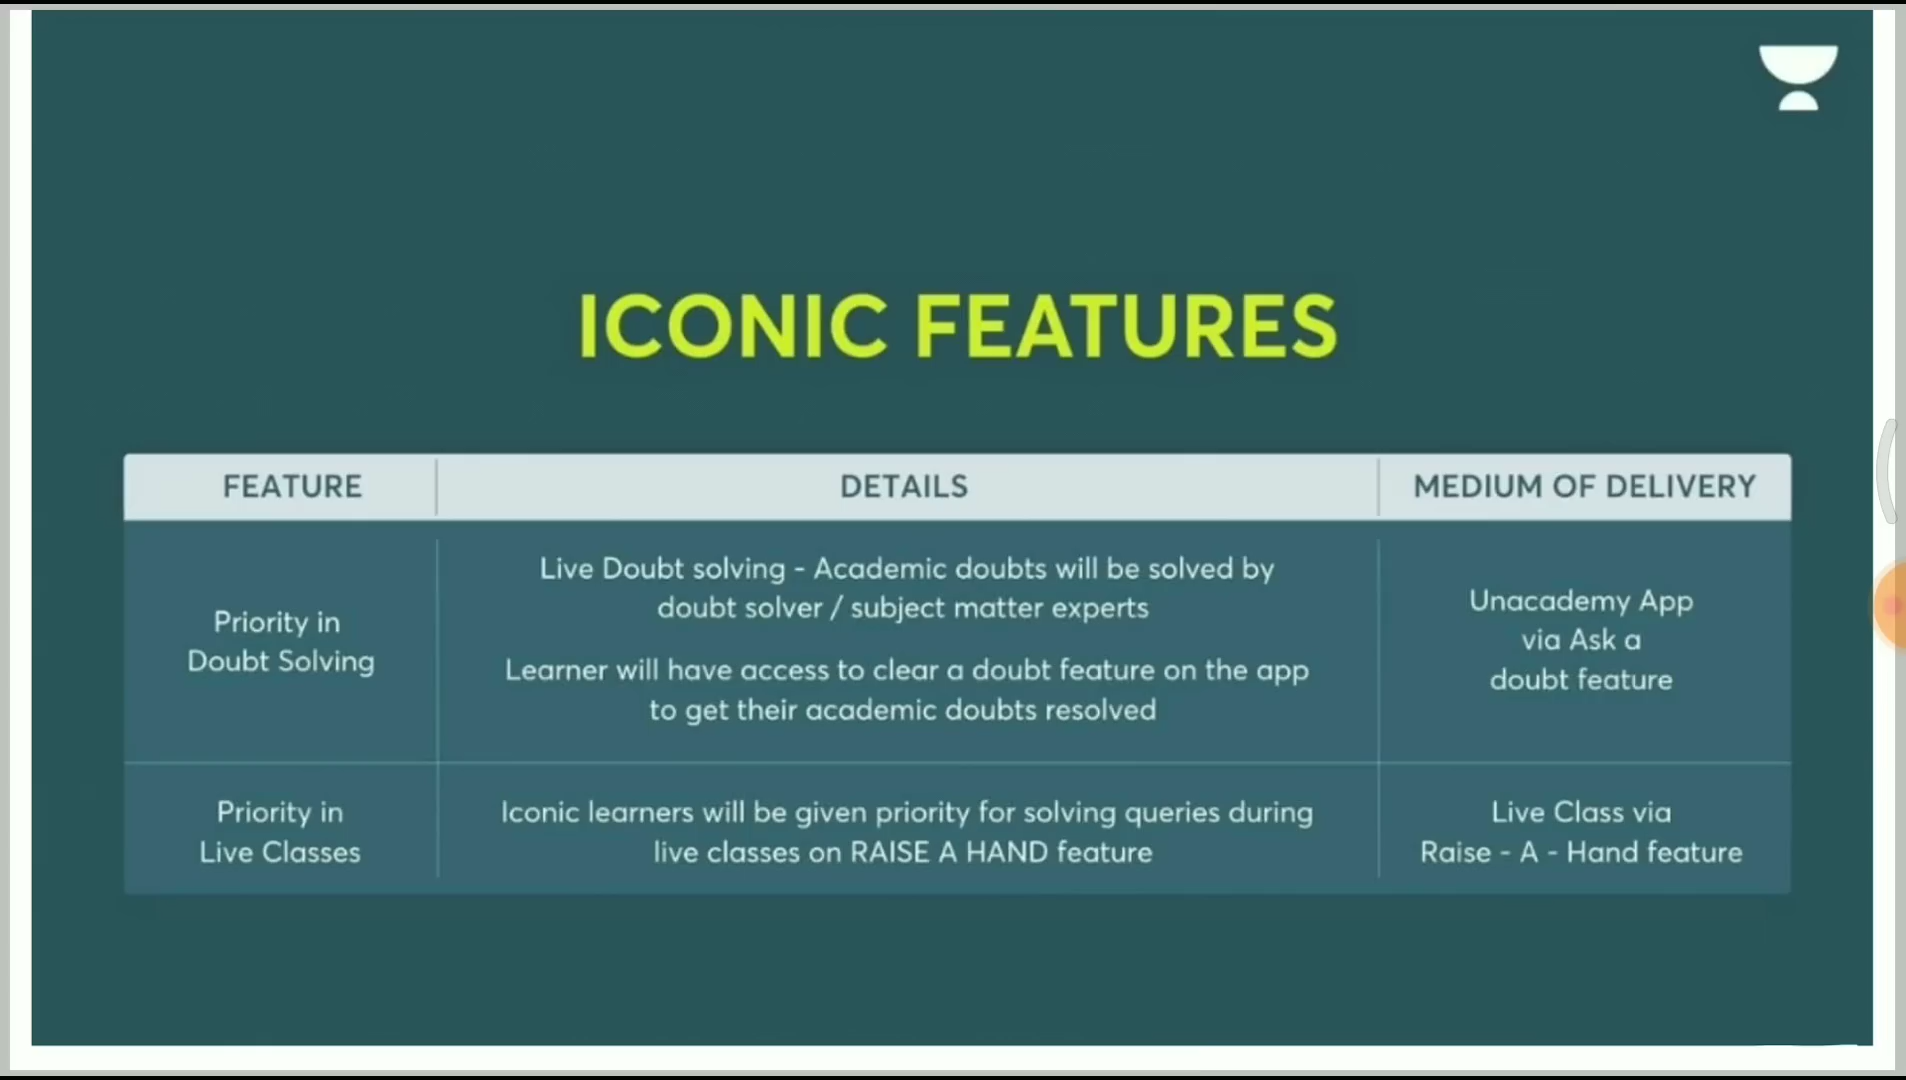 ICONIC FEATURES
FEATURE
DETAILS
MEDIUM OF DELIVERY
Priority in
Doubt Solving
Live Doubt solving - Academic doubts will be solved by
doubt solver / subject matter experts
Learner will have access to clear a doubt feature on the app
to get their academic doubts resolved
Unacademy App
via Ask a
doubt feature
Priority in
Live Classes
Iconic learners will be given priority for solving queries during
live classes on RAISE A HAND feature
Live Class via
Raise - A - Hand feature